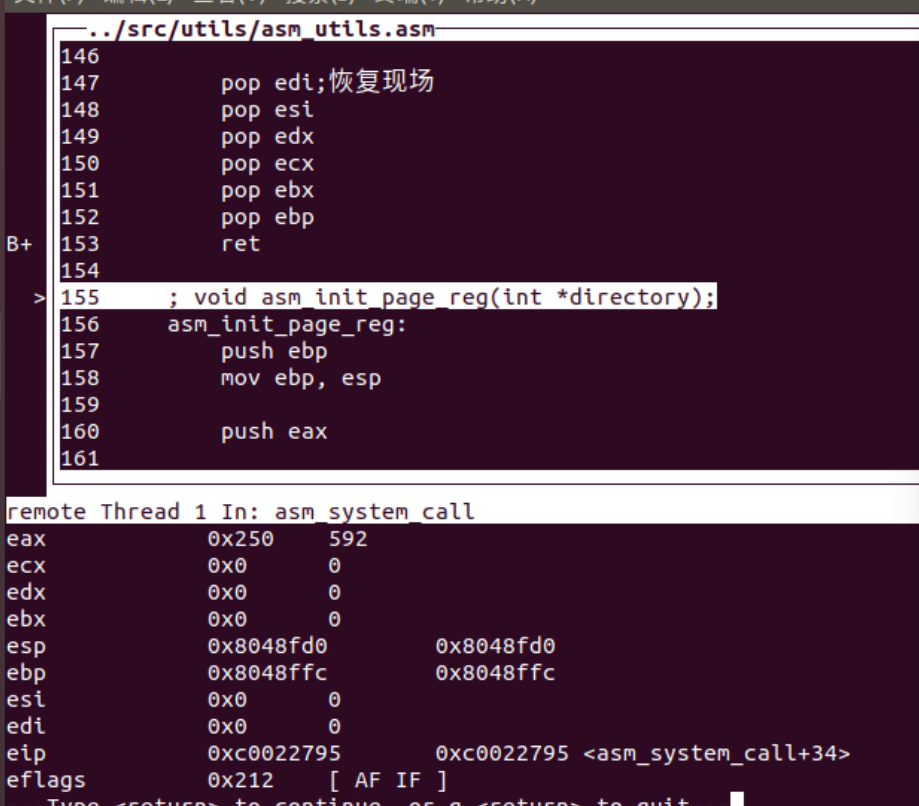 ../src/utils/asm_utils.asm
146
147 pop edi;恢复现场
148 pop esi
149 pop edx
150 pop ecx
151 pop ebx
152 pop ebp
B+ 153 ret
154
> 155 ; void asm_init_page_reg(int *directory);
156 asm_init_page_reg:
157 push ebp
158 mov ebp, esp
159
160 push eax
161
remote Thread 1 In: asm_system_call
eax 0x250 592
ecx 0x0 0
edx 0x0 0
ebx 0x0 0
esp 0x8048fd0 0x8048fd0
ebp 0x8048ffc 0x8048ffc
esi 0x0 0
edi 0x0 0
eip 0xc0022795 0xc0022795 <asm_system_call+34>
eflags 0x212 [ AF IF ]
Type <return> to continue, or q <return> to quit